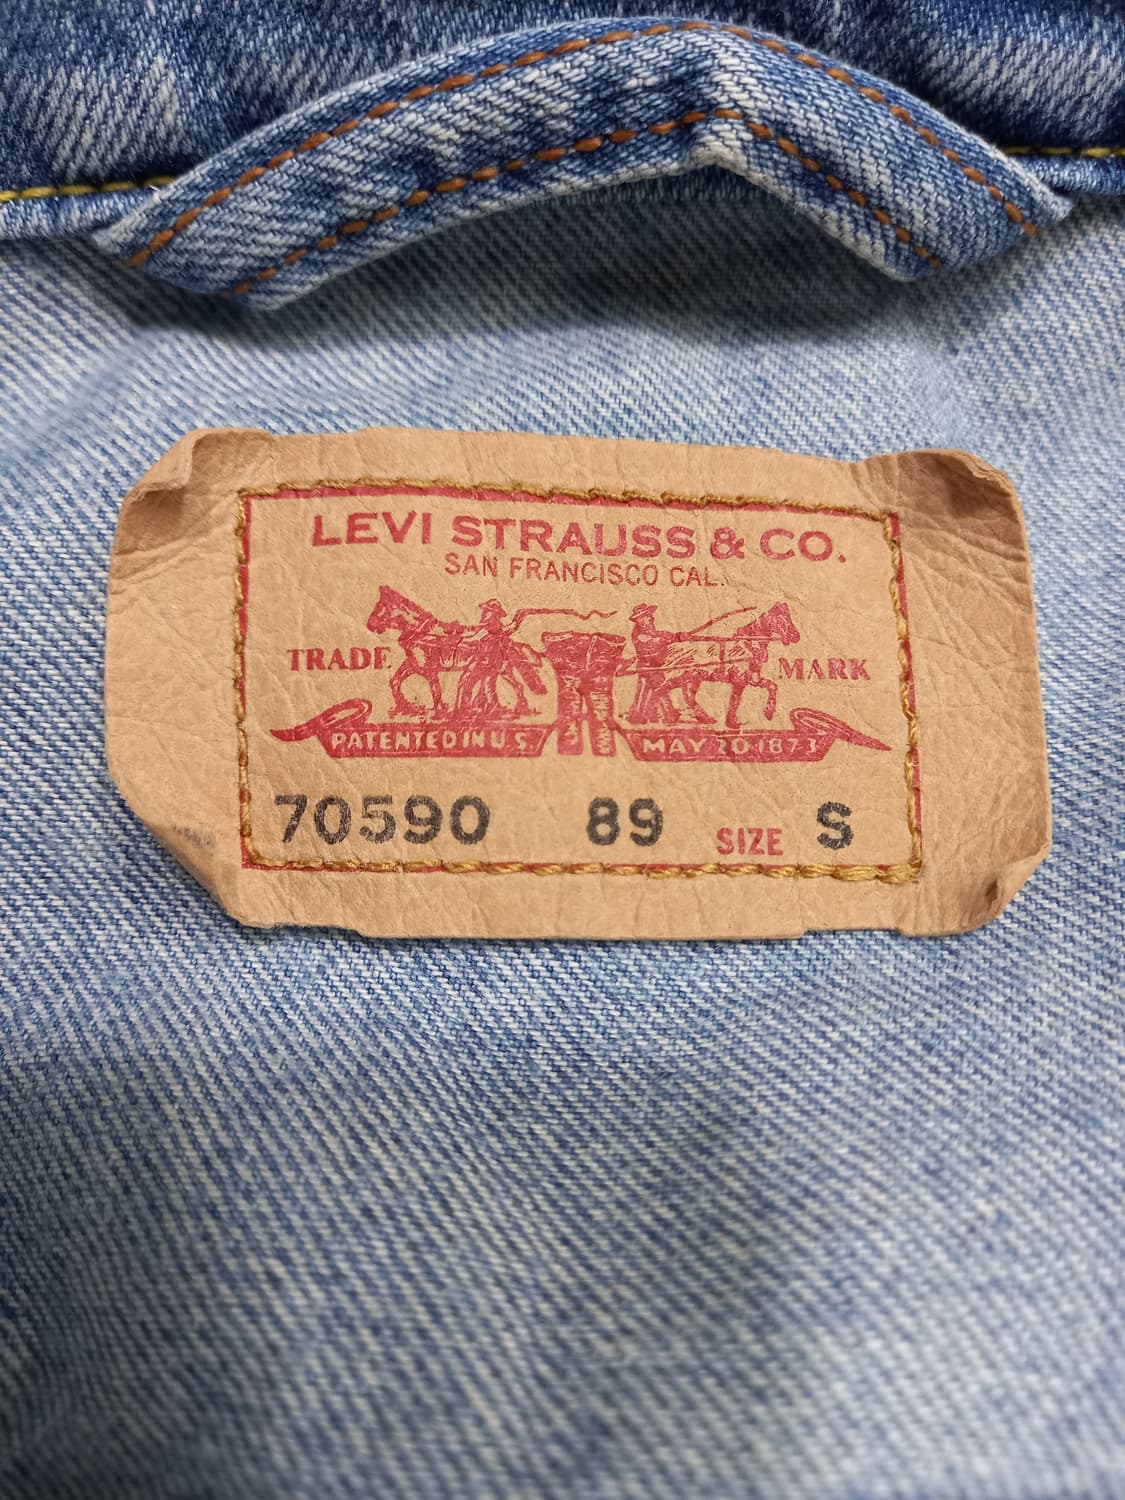 LEVI STRAUSS & CO.
SAN FRANCISCO CAL.
TRADE MARK
PATENTED IN U S. MAY 20 1873
70590 89 SIZE S